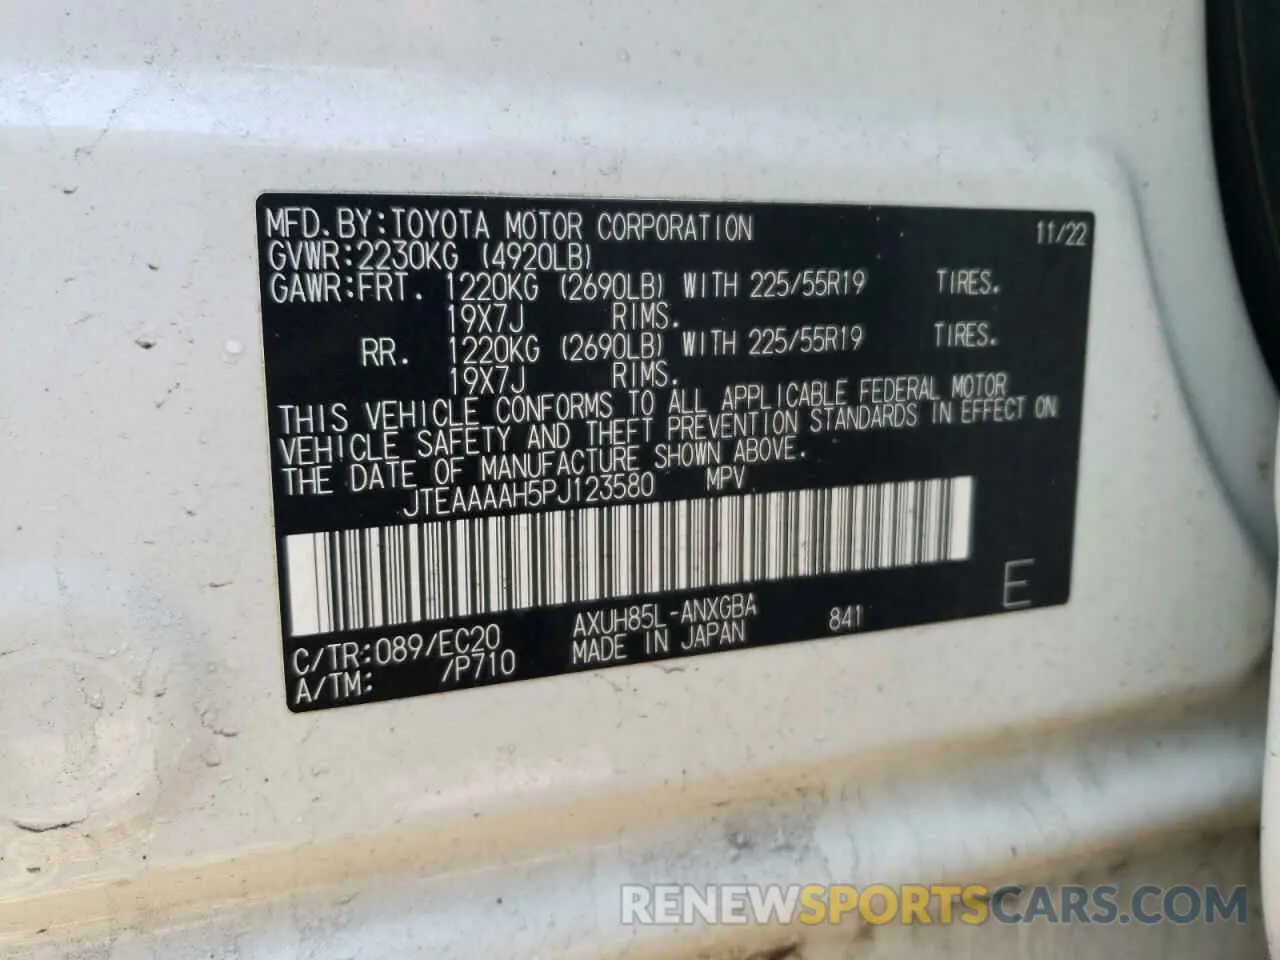 MFD.BY:TOYOTA MOTOR CORPORATION 11/22
GVWR:2230KG (4920LB)
GAWR:FRT. 1220KG (2690LB) WITH 225/55R19 TIRES.
19X7J RIMS.
RR. 1220KG (2690LB) WITH 225/55R19 TIRES.
19X7J RIMS.
THIS VEHICLE CONFORMS TO ALL APPLICABLE FEDERAL MOTOR
VEHICLE SAFETY AND THEFT PREVENTION STANDARDS IN EFFECT ON
THE DATE OF MANUFACTURE SHOWN ABOVE.
JTEAAAAH5PJ123580 MPV
C/TR:089/EC20 AXUH85L-ANXGBA 841 E
A/TM: /P710 MADE IN JAPAN
RENEWSPORTSCARS.COM